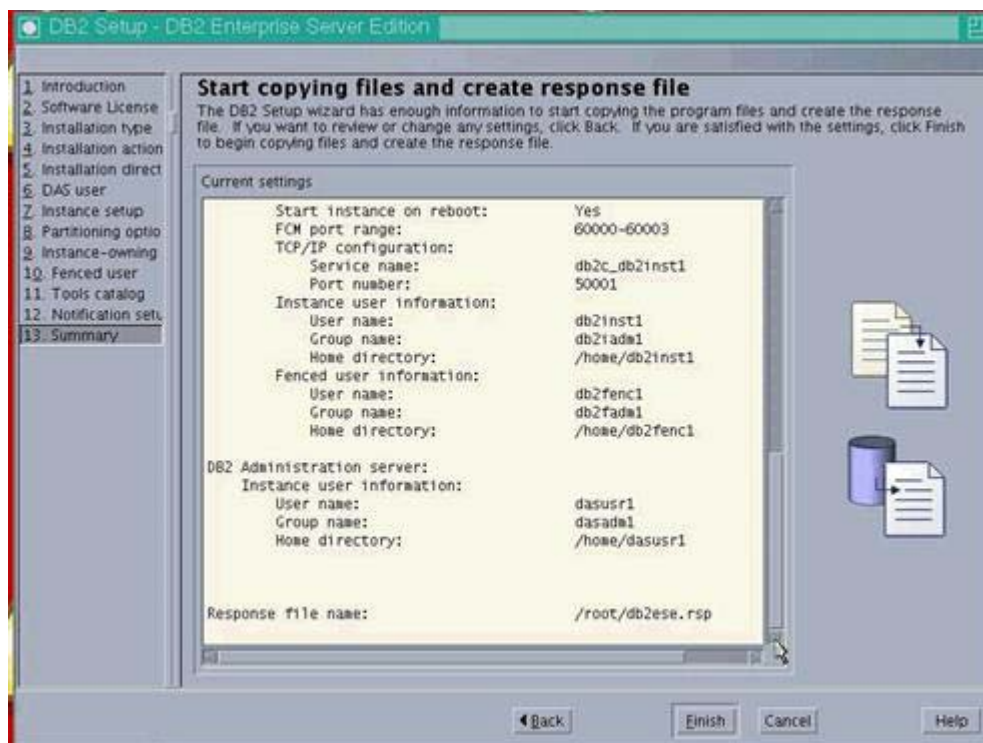 DB2 Setup - DB2 Enterprise Server Edition
1. Introduction
2. Software License
3. Installation type
4. Installation action
5. Installation direct
6. DAS user
7. Instance setup
8. Partitioning optio
9. Instance-owning
10. Fenced user
11. Tools catalog
12. Notification setu
13. Summary
Start copying files and create response file
The DB2 Setup wizard has enough information to start copying the program files and create the response
file. If you want to review or change any settings, click Back. If you are satisfied with the settings, click Finish
to begin copying files and create the response file.
Current settings
Start instance on reboot: Yes
FCM port range: 60000-60003
TCP/IP configuration:
Service name: db2c_db2inst1
Port number: 50001
Instance user information:
User name: db2inst1
Group name: db2iadm1
Home directory: /home/db2inst1
Fenced user information:
User name: db2fenc1
Group name: db2fadm1
Home directory: /home/db2fenc1
DB2 Administration server:
Instance user information:
User name: dasusr1
Group name: dasadm1
Home directory: /home/dasusr1
Response file name: /root/db2ese.rsp
Back Finish Cancel Help